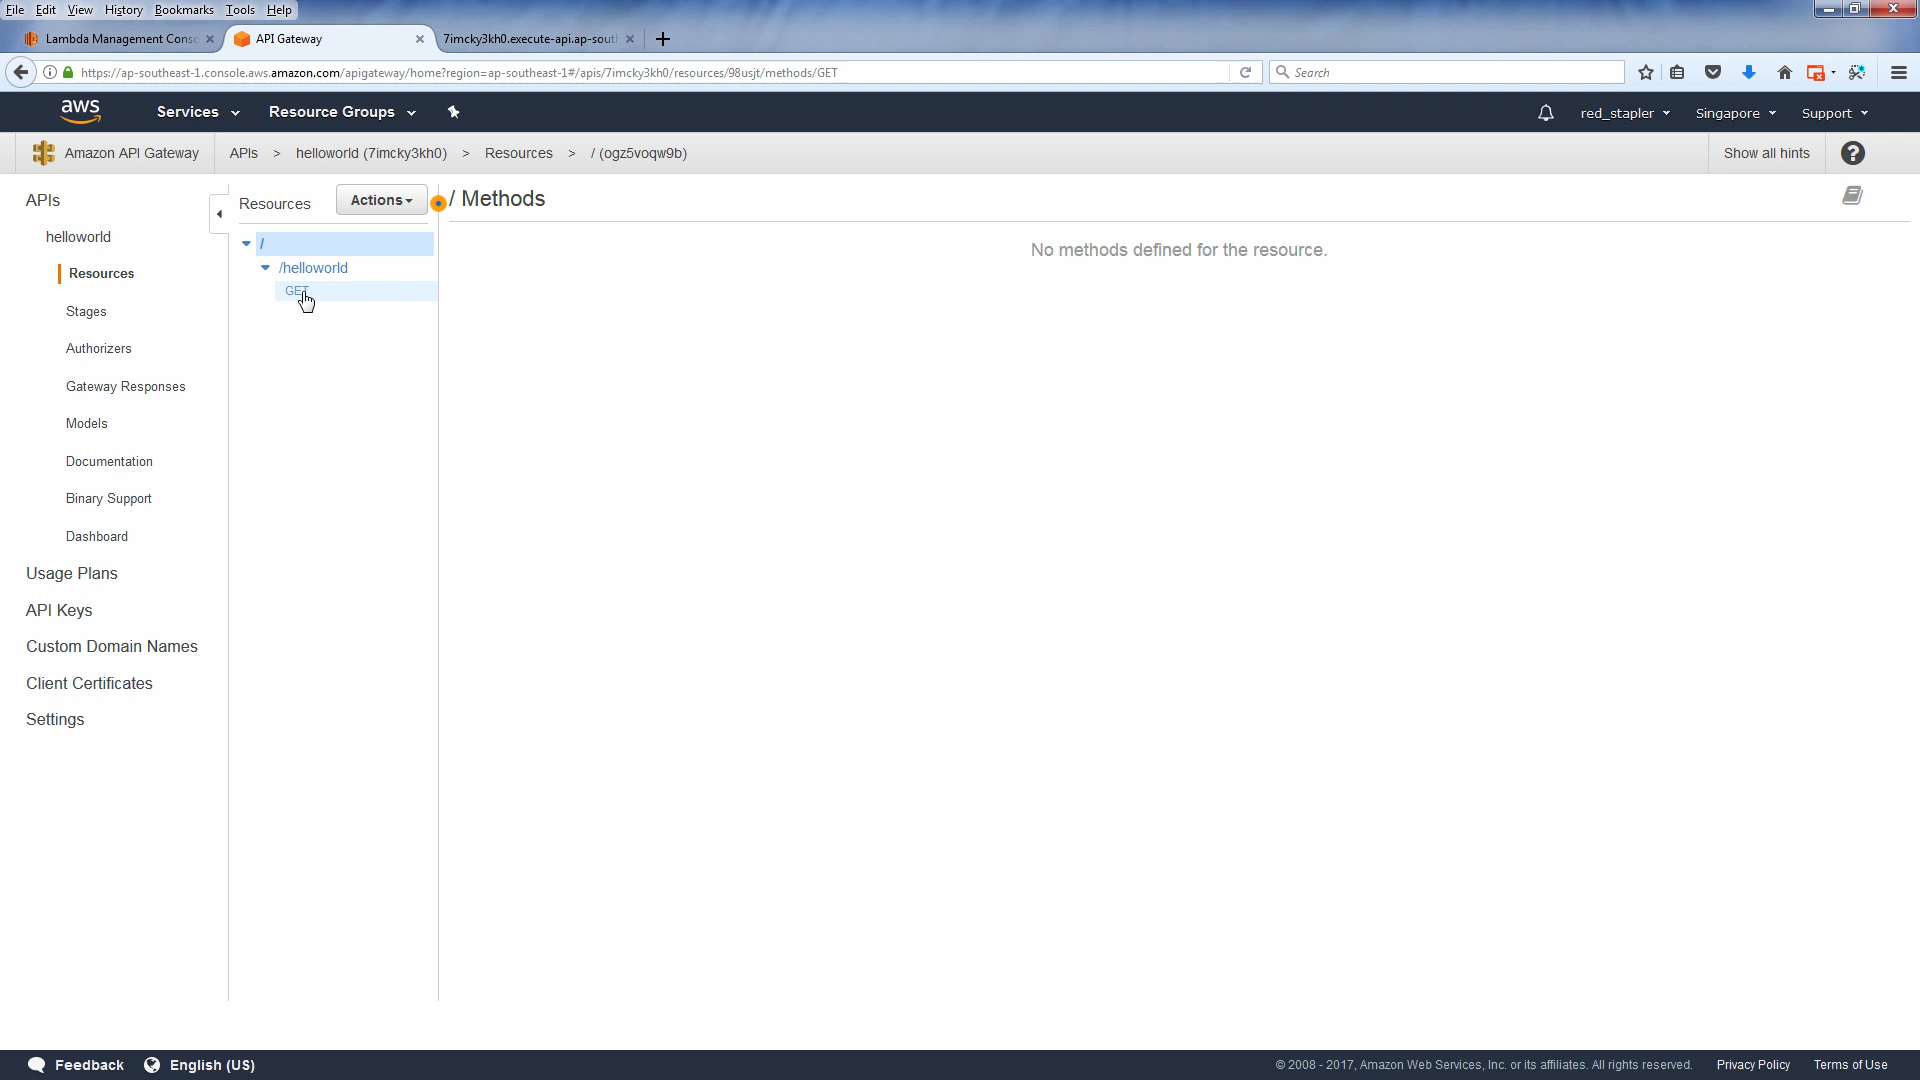 File Edit View History Bookmarks Tools Help
Lambda Management Conso
API Gateway
7imcky3kh0.execute-api.ap-sout
https://ap-southeast-1.console.aws.amazon.com/apigateway/home?region=ap-southeast-1#/apis/7imcky3kh0/resources/98usjt/methods/GET
Search
aws Services Resource Groups red_stapler Singapore Support
Amazon API Gateway APIs > helloworld (7imcky3kh0) > Resources > / (ogz5voqw9b) Show all hints ?
APIs
helloworld
Resources
Stages
Authorizers
Gateway Responses
Models
Documentation
Binary Support
Dashboard
Usage Plans
API Keys
Custom Domain Names
Client Certificates
Settings
Resources Actions
/
/helloworld
GET
/ Methods
No methods defined for the resource.
Feedback English (US) © 2008 - 2017, Amazon Web Services, Inc. or its affiliates. All rights reserved. Privacy Policy Terms of Use